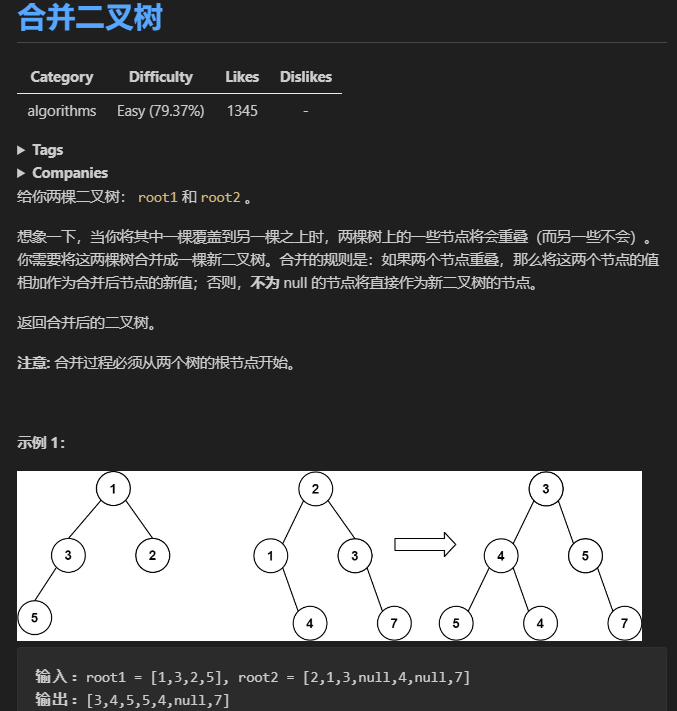 合并二叉树
Category Difficulty Likes Dislikes
algorithms Easy (79.37%) 1345 -
▶ Tags
▶ Companies
给你两棵二叉树： root1 和 root2 。
想象一下，当你将其中一棵覆盖到另一棵之上时，两棵树上的一些节点将会重叠（而另一些不会）。
你需要将这两棵树合并成一棵新二叉树。合并的规则是：如果两个节点重叠，那么将这两个节点的值
相加作为合并后节点的新值；否则，不为 null 的节点将直接作为新二叉树的节点。
返回合并后的二叉树。
注意: 合并过程必须从两个树的根节点开始。
示例 1：
1 2 3
3 2 1 3 4 5
5 4 7 5 4 7
输入：root1 = [1,3,2,5], root2 = [2,1,3,null,4,null,7]
输出：[3,4,5,5,4,null,7]